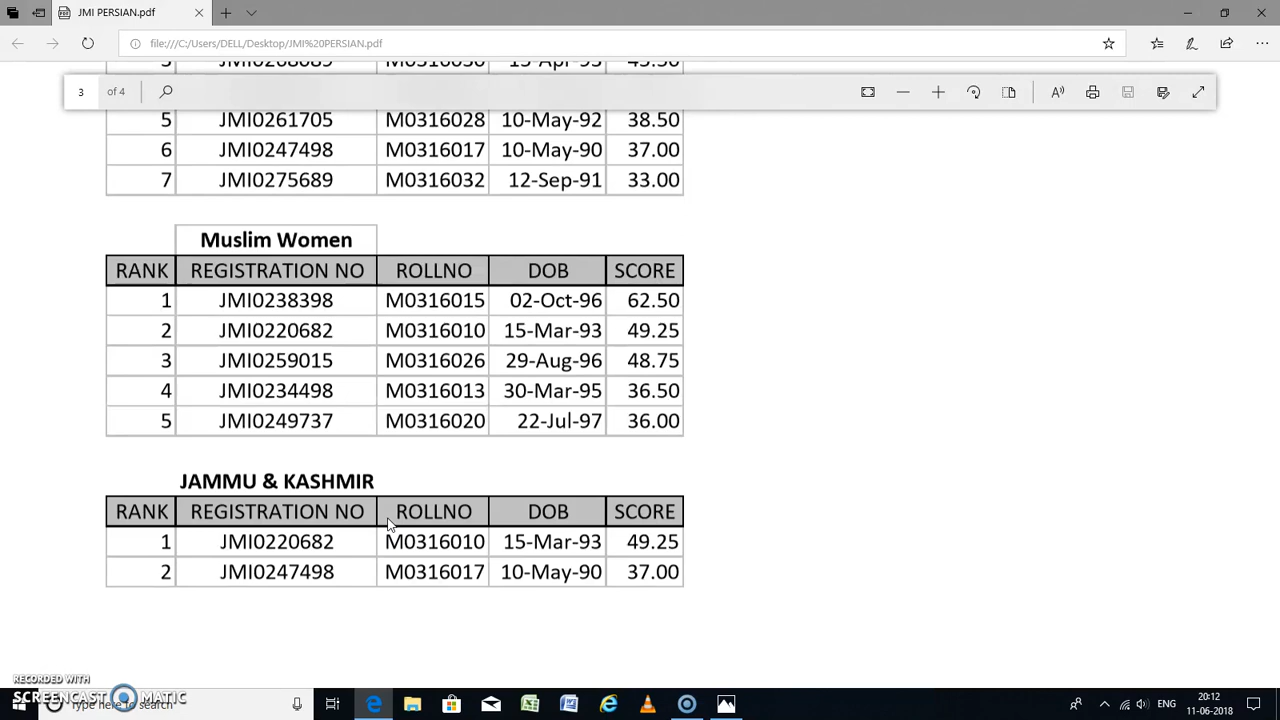 JMI PERSIAN.pdf
file:///C:/Users/DELL/Desktop/JMI%20PERSIAN.pdf
3 of 4
5 JMI0261705 M0316028 10-May-92 38.50
6 JMI0247498 M0316017 10-May-90 37.00
7 JMI0275689 M0316032 12-Sep-91 33.00
Muslim Women
RANK REGISTRATION NO ROLLNO DOB SCORE
1 JMI0238398 M0316015 02-Oct-96 62.50
2 JMI0220682 M0316010 15-Mar-93 49.25
3 JMI0259015 M0316026 29-Aug-96 48.75
4 JMI0234498 M0316013 30-Mar-95 36.50
5 JMI0249737 M0316020 22-Jul-97 36.00
JAMMU & KASHMIR
RANK REGISTRATION NO ROLLNO DOB SCORE
1 JMI0220682 M0316010 15-Mar-93 49.25
2 JMI0247498 M0316017 10-May-90 37.00
RECORDED WITH
SCREENCAST MATIC
Type here to search
ENG
20:12
11-06-2018